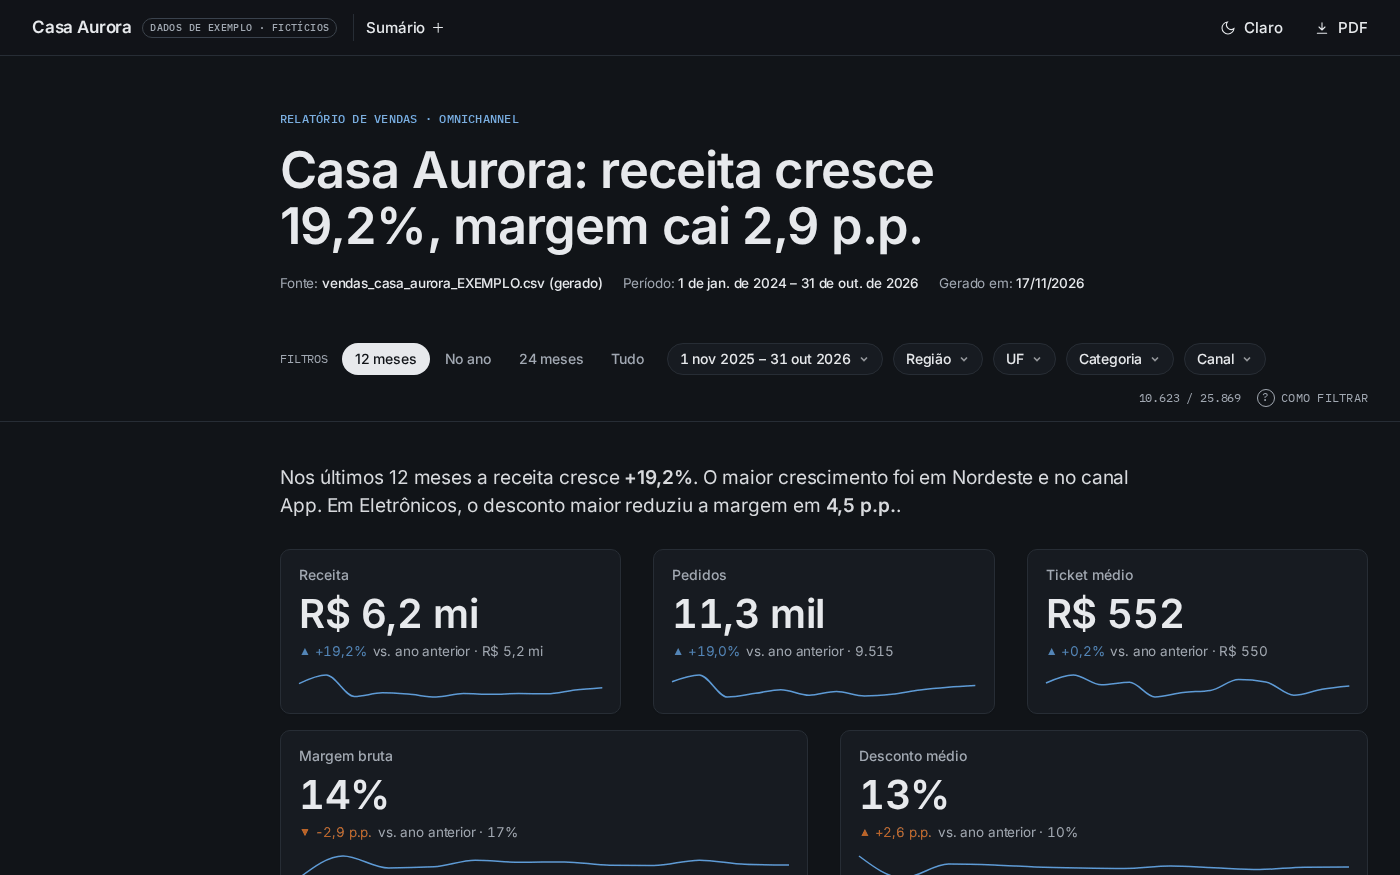 Casa Aurora DADOS DE EXEMPLO · FICTÍCIOS Sumário + Claro PDF
RELATÓRIO DE VENDAS · OMNICHANNEL
Casa Aurora: receita cresce
19,2%, margem cai 2,9 p.p.
Fonte: vendas_casa_aurora_EXEMPLO.csv (gerado) Período: 1 de jan. de 2024 – 31 de out. de 2026 Gerado em: 17/11/2026
FILTROS 12 meses No ano 24 meses Tudo 1 nov 2025 – 31 out 2026 Região UF Categoria Canal
10.623 / 25.869 ? COMO FILTRAR
Nos últimos 12 meses a receita cresce +19,2%. O maior crescimento foi em Nordeste e no canal
App. Em Eletrônicos, o desconto maior reduziu a margem em 4,5 p.p..
Receita Pedidos Ticket médio
R$ 6,2 mi 11,3 mil R$ 552
▲ +19,2% vs. ano anterior · R$ 5,2 mi ▲ +19,0% vs. ano anterior · 9.515 ▲ +0,2% vs. ano anterior · R$ 550
Margem bruta Desconto médio
14% 13%
▼ -2,9 p.p. vs. ano anterior · 17% ▲ +2,6 p.p. vs. ano anterior · 10%